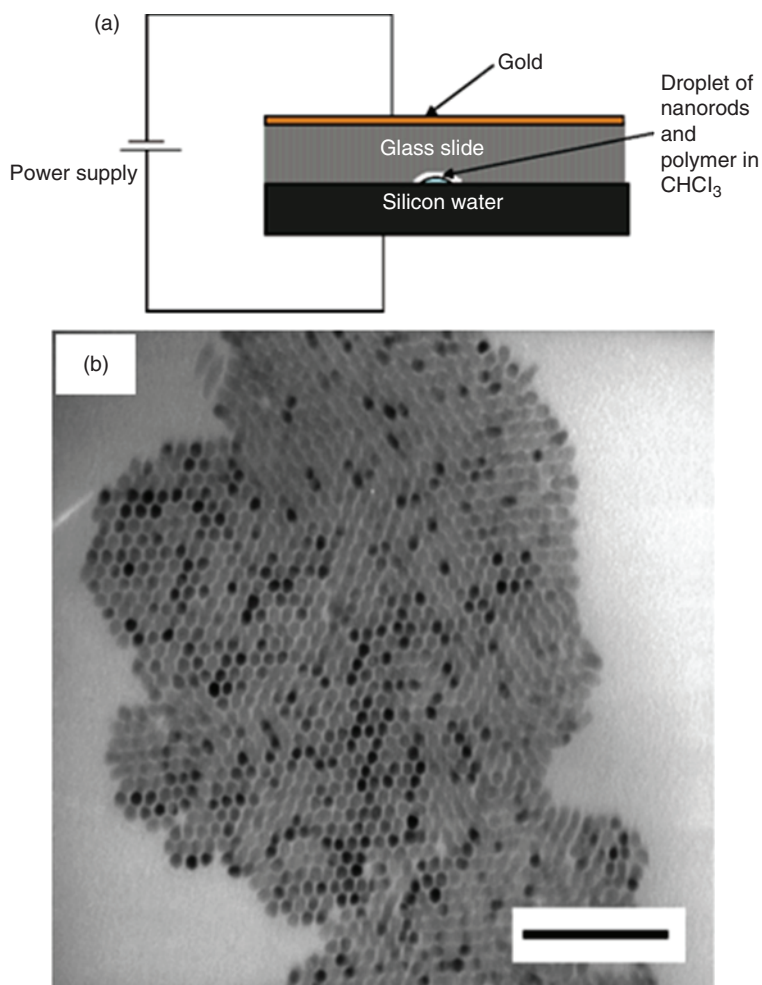 (a)
Gold
Droplet of
nanorods
and
polymer in
CHCl3
Glass slide
Power supply
Silicon water
(b)